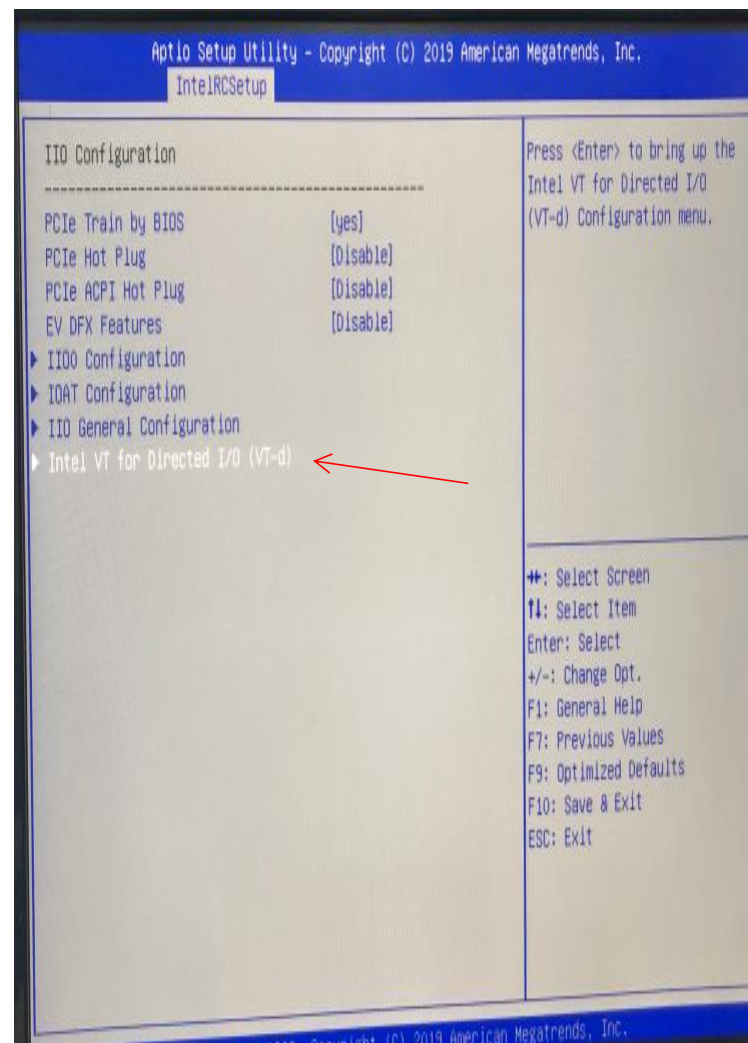 Aptio Setup Utility - Copyright (C) 2019 American Megatrends, Inc.
IntelRCSetup
IIO Configuration
------------------------------------------------
PCIe Train by BIOS [yes]
PCIe Hot Plug [Disable]
PCIe ACPI Hot Plug [Disable]
EV DFX Features [Disable]
IIO0 Configuration
IOAT Configuration
IIO General Configuration
Intel VT for Directed I/O (VT-d)
Press <Enter> to bring up the
Intel VT for Directed I/O
(VT-d) Configuration menu.
→←: Select Screen
↑↓: Select Item
Enter: Select
+/-: Change Opt.
F1: General Help
F7: Previous Values
F9: Optimized Defaults
F10: Save & Exit
ESC: Exit
Copyright (C) 2019 American Megatrends, Inc.